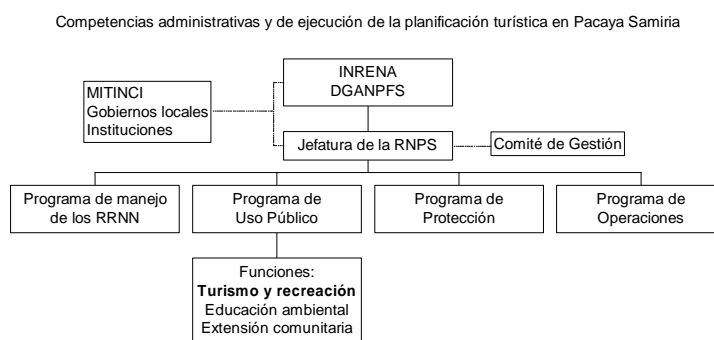 Competencias administrativas y de ejecución de la planificación turística en Pacaya Samiria
INRENA
DGANPFS
MITINCI
Gobiernos locales
Instituciones
Jefatura de la RNPS
Comité de Gestión
Programa de manejo
de los RRNN
Programa de
Uso Público
Programa de
Protección
Programa de
Operaciones
Funciones:
Turismo y recreación
Educación ambiental
Extensión comunitaria